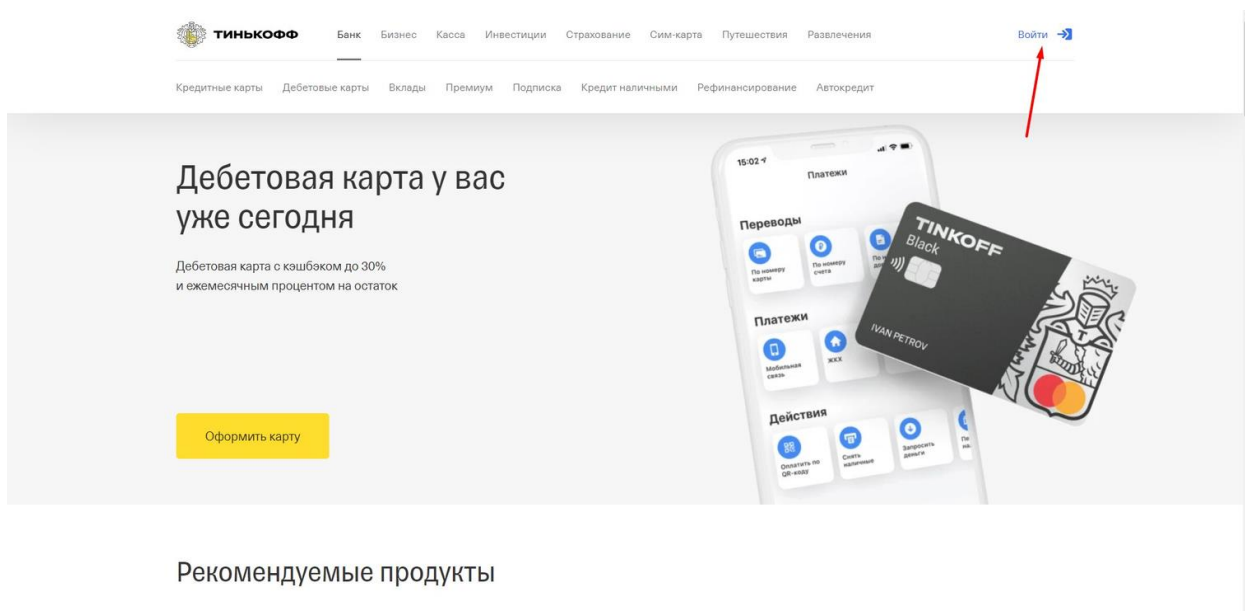 ТИНЬКОФФ Банк Бизнес Касса Инвестиции Страхование Сим-карта Путешествия Развлечения Войти
Кредитные карты Дебетовые карты Вклады Премиум Подписка Кредит наличными Рефинансирование Автокредит
Дебетовая карта у вас
уже сегодня
Дебетовая карта с кэшбэком до 30%
и ежемесячным процентом на остаток
Оформить карту
15:02
Платежи
Переводы
По номеру
карты
По номеру
счета
Платежи
Мобильная
связь
ЖКХ
Действия
Оплатить по
QR-коду
Снять
наличные
Запросить
деньги
TINKOFF
Black
IVAN PETROV
Рекомендуемые продукты